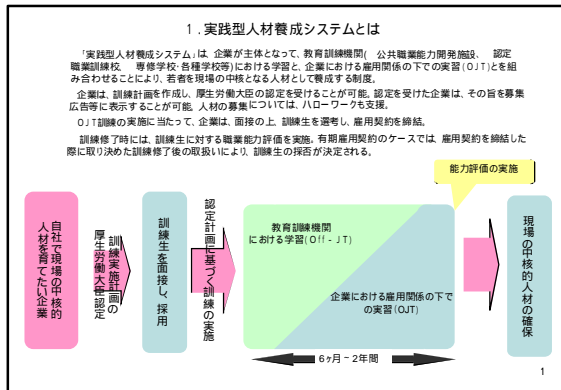 1．実践型人材養成システムとは
「実践型人材養成システム」は、企業が主体となって、教育訓練機関(　公共職業能力開発施設、　認定
職業訓練校、　専修学校・各種学校等)における学習と、企業における雇用関係の下での実習(OJT)とを組
み合わせることにより、若者を現場の中核となる人材として養成する制度。
企業は、訓練計画を作成し、厚生労働大臣の認定を受けることが可能。認定を受けた企業は、その旨を募集
広告等に表示することが可能。人材の募集については、ハローワークも支援。
OJT訓練の実施に当たって、企業は、面接の上、訓練生を選考し、雇用契約を締結。
訓練修了時には、訓練生に対する職業能力評価を実施。有期雇用契約のケースでは、雇用契約を締結した
際に取り決めた訓練修了後の取扱いにより、訓練生の採否が決定される。
能力評価の実施
自社で現場の中核的
人材を育てたい企業
訓練実施計画の
厚生労働大臣認定
訓練生を面接し、採用
認定計画に基づく訓練の実施
教育訓練機関
における学習(Off‐JT)
企業における雇用関係の下で
の実習(OJT)
現場の中核的人材の確保
6ヶ月－2年間
1